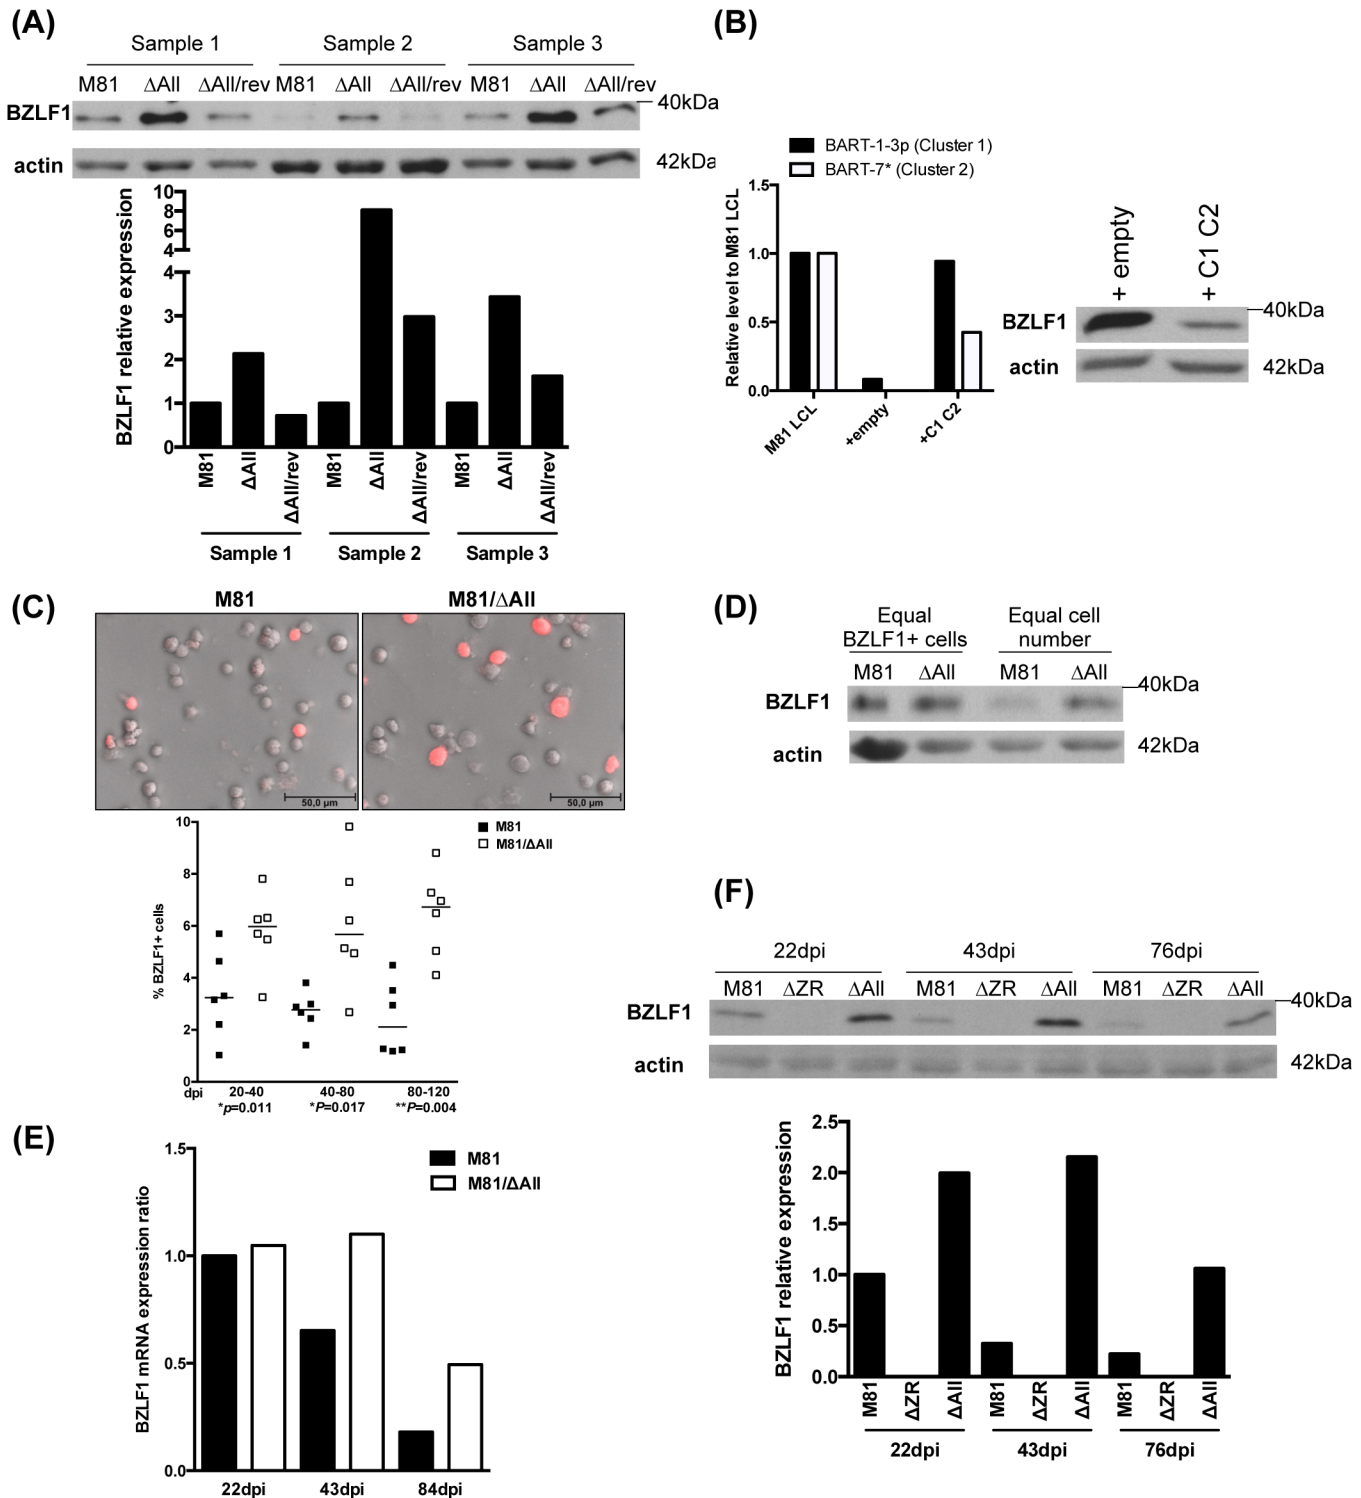 (A)
Sample 1 Sample 2 Sample 3
M81 ΔAll ΔAll/rev M81 ΔAll ΔAll/rev M81 ΔAll ΔAll/rev
BZLF1 40kDa
actin 42kDa
BZLF1 relative expression
10
8
6
4
4
3
2
1
0
M81 ΔAll ΔAll/rev M81 ΔAll ΔAll/rev M81 ΔAll ΔAll/rev
Sample 1 Sample 2 Sample 3
(B)
BART-1-3p (Cluster 1)
BART-7* (Cluster 2)
Relative level to M81 LCL
1.5
1.0
0.5
0.0
M81 LCL +empty +C1 C2
+ empty + C1 C2
BZLF1 40kDa
actin 42kDa
(C)
M81 M81/ΔAll
50,0 µm 50,0 µm
M81
M81/ΔAll
% BZLF1+ cells
10
8
6
4
2
0
dpi 20-40 40-80 80-120
*p=0.011 *P=0.017 **P=0.004
(D)
Equal Equal cell
BZLF1+ cells number
M81 ΔAll M81 ΔAll
BZLF1 40kDa
actin 42kDa
(E)
M81
M81/ΔAll
BZLF1 mRNA expression ratio
1.5
1.0
0.5
0.0
22dpi 43dpi 84dpi
(F)
22dpi 43dpi 76dpi
M81 ΔZR ΔAll M81 ΔZR ΔAll M81 ΔZR ΔAll
BZLF1 40kDa
actin 42kDa
BZLF1 relative expression
2.5
2.0
1.5
1.0
0.5
0.0
M81 ΔZR ΔAll M81 ΔZR ΔAll M81 ΔZR ΔAll
22dpi 43dpi 76dpi